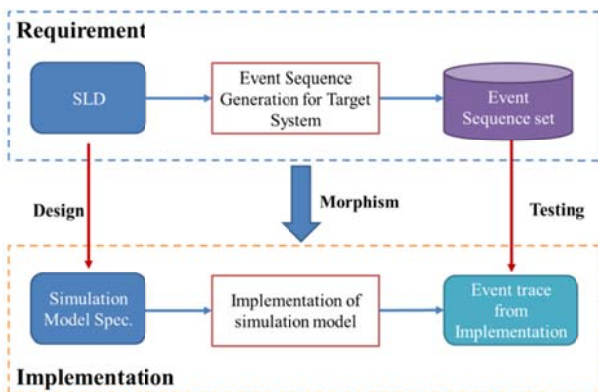 Requirement
SLD
Event Sequence
Generation for Target
System
Event
Sequence set
Design
Morphism
Testing
Simulation
Model Spec.
Implementation of
simulation model
Event trace
from
Implementation
Implementation